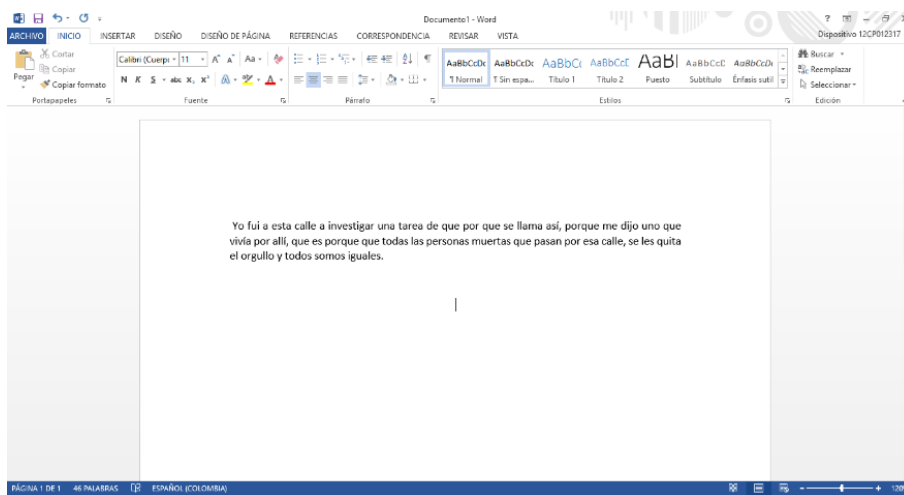 Documento1 - Word
ARCHIVO INICIO INSERTAR DISEÑO DISEÑO DE PÁGINA REFERENCIAS CORRESPONDENCIA REVISAR VISTA Dispositivo 12CP012317
Cortar
Copiar
Copiar formato
Pegar
Portapapeles
Calibri (Cuerpo 11
N K S abc X₂ X²
Fuente
Párrafo
AaBbCcDc AaBbCcDc AaBbCc AaBbCcC AaBl AaBbCcD AaBbCcDc
¶ Normal ¶ Sin espa... Título 1 Título 2 Puesto Subtítulo Énfasis sutil
Estilos
Buscar
Reemplazar
Seleccionar
Edición
Yo fui a esta calle a investigar una tarea de que por que se llama así, porque me dijo uno que
vivía por allí, que es porque que todas las personas muertas que pasan por esa calle, se les quita
el orgullo y todos somos iguales.
PÁGINA 1 DE 1 46 PALABRAS ESPAÑOL (COLOMBIA)